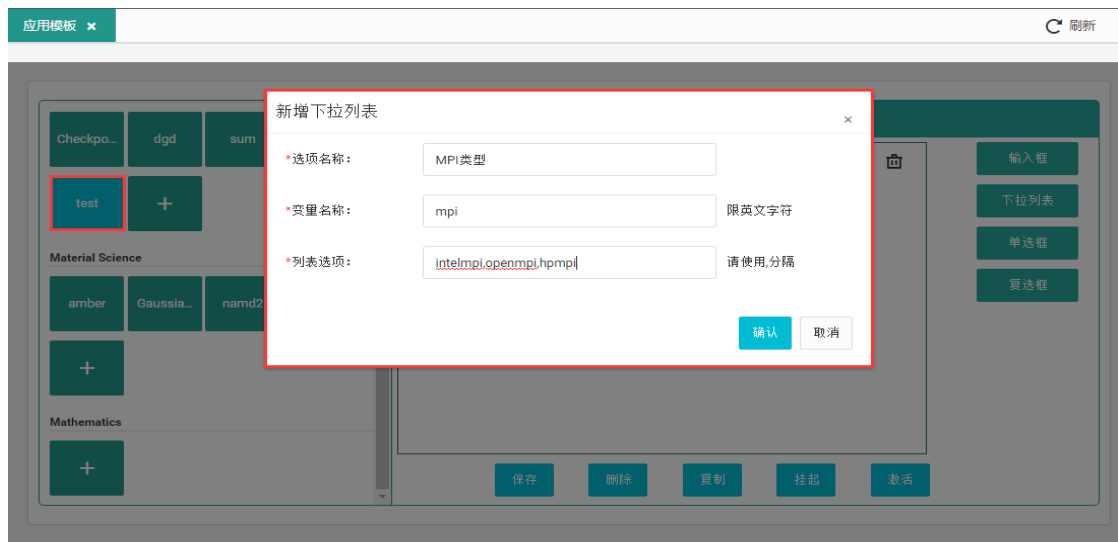 应用模板 ×
刷新
新增下拉列表
×
Checkpo...
dgd
sum
*选项名称：
MPI类型
输入框
test
+
*变量名称：
mpi
限英文字符
下拉列表
单选框
Material Science
*列表选项：
intelmpi,openmpi,hpmpi
请使用,分隔
复选框
amber
Gaussia...
namd2
确认
取消
+
Mathematics
+
保存
删除
复制
挂起
激活